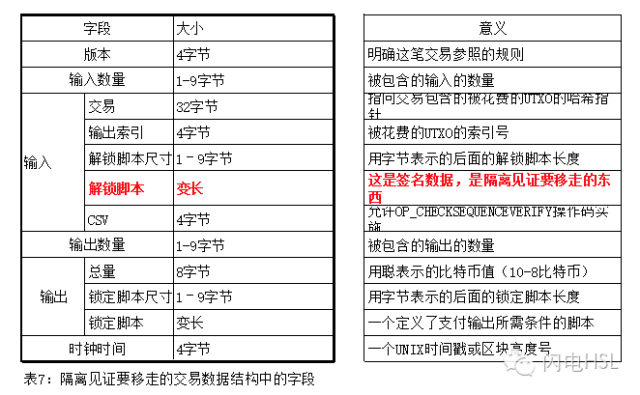 字段 大小 意义
版本 4字节 明确这笔交易参照的规则
输入数量 1-9字节 被包含的输入的数量
交易 32字节 指向交易包含的被花费的UTXO的哈希指
针
输出索引 4字节 被花费的UTXO的索引号
输入
解锁脚本尺寸 1-9字节 用字节表示的后面的解锁脚本长度
解锁脚本 变长 这是签名数据，是隔离见证要移走的东
西
CSV 4字节 允许OP_CHECKSEQUENCEVERIFY操作码实
施
输出数量 1-9字节 被包含的输出的数量
总量 8字节 用聪表示的比特币值（10-8比特币）
输出 锁定脚本尺寸 1-9字节 用字节表示的后面的锁定脚本长度
锁定脚本 变长 一个定义了支付输出所需条件的脚本
时钟时间 4字节 一个UNIX时间戳或区块高度号
闪电HSL
表7：隔离见证要移走的交易数据结构中的字段